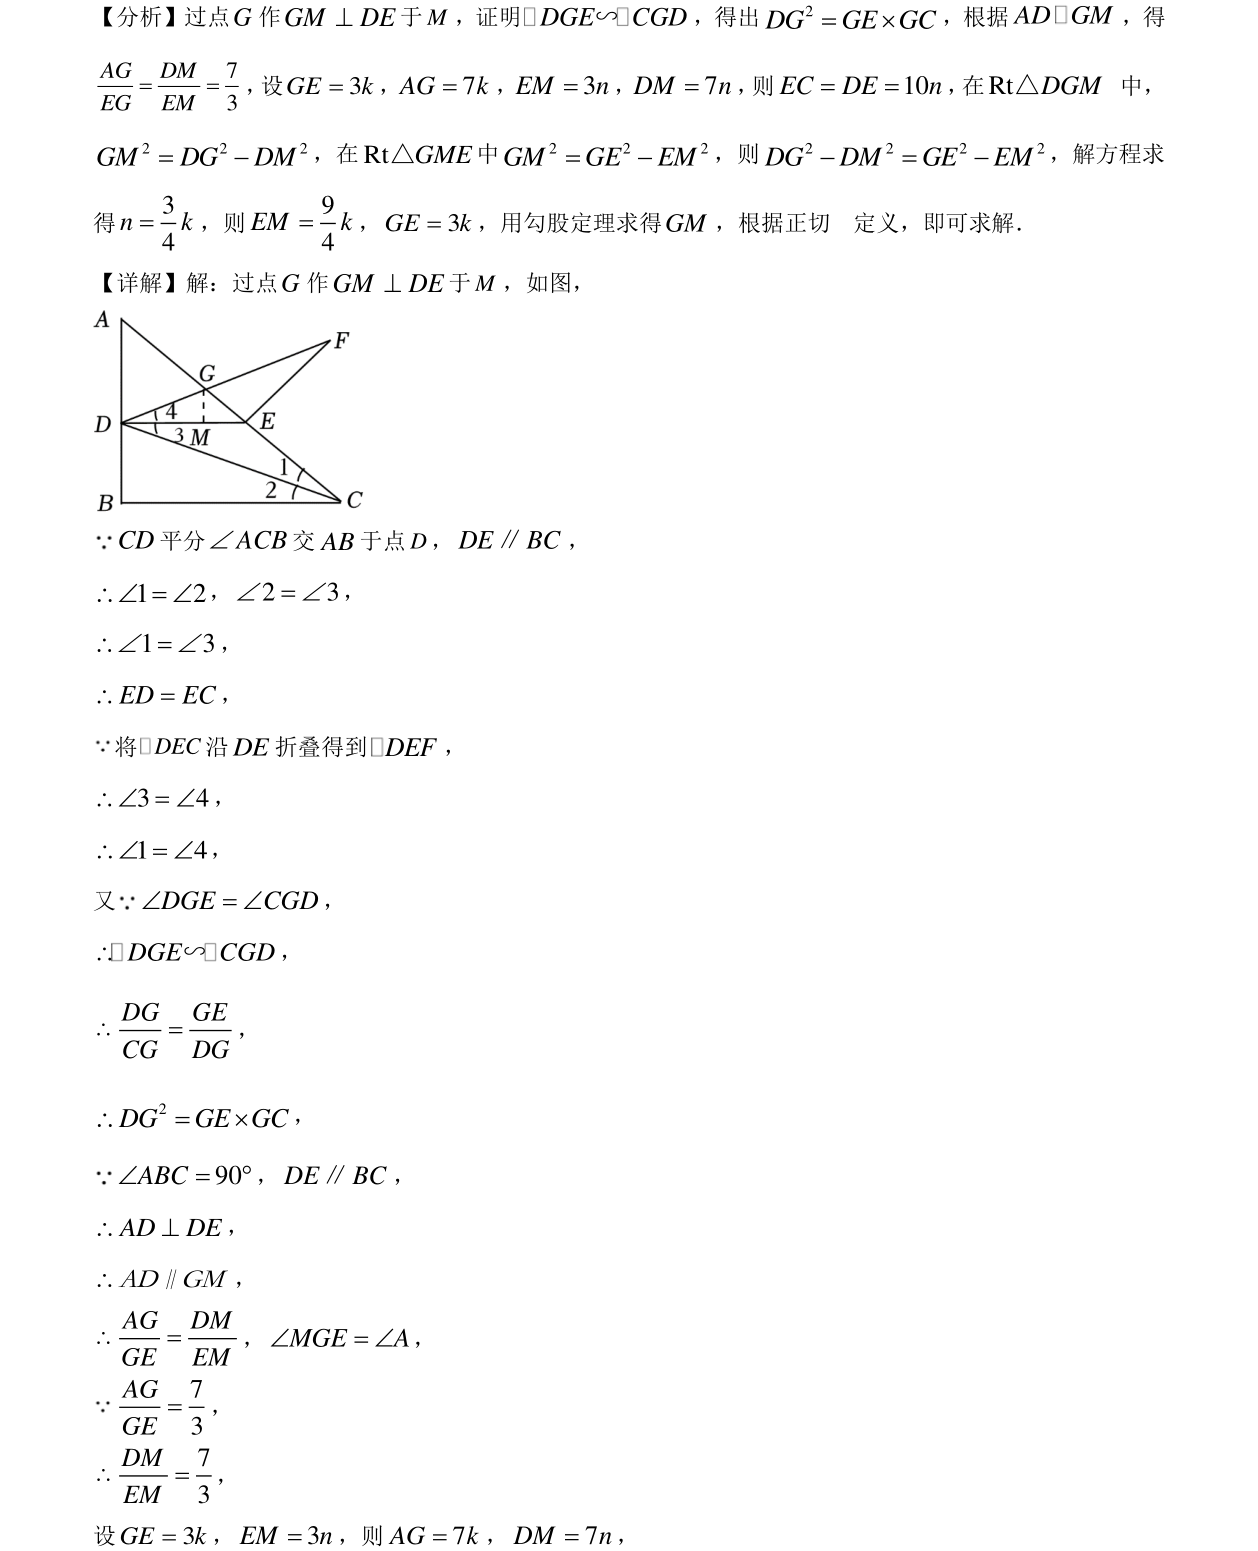 【分析】过点G作GM⊥DE于M，证明□DGE∽□CGD，得出DG²=GE×GC，根据AD□GM，得
AG/EG=DM/EM=7/3，设GE=3k，AG=7k，EM=3n，DM=7n，则EC=DE=10n，在Rt△DGM 中，
GM²=DG²−DM²，在Rt△GME中GM²=GE²−EM²，则DG²−DM²=GE²−EM²，解方程求
得n=3/4k，则EM=9/4k，GE=3k，用勾股定理求得GM，根据正切 定义，即可求解．
【详解】解：过点G作GM⊥DE于M，如图，
A
F
G
D 4 E
3 M
1
2
B C
∵CD平分∠ACB交AB于点D，DE∥BC，
∴∠1=∠2，∠2=∠3，
∴∠1=∠3，
∴ED=EC，
∵将□DEC沿DE折叠得到□DEF，
∴∠3=∠4，
∴∠1=∠4，
又∵∠DGE=∠CGD，
∴□DGE∽□CGD，
∴DG/CG=GE/DG，
∴DG²=GE×GC，
∵∠ABC=90°，DE∥BC，
∴AD⊥DE，
∴AD∥GM，
∴AG/GE=DM/EM，∠MGE=∠A，
∵AG/GE=7/3，
∴DM/EM=7/3，
设GE=3k，EM=3n，则AG=7k，DM=7n，